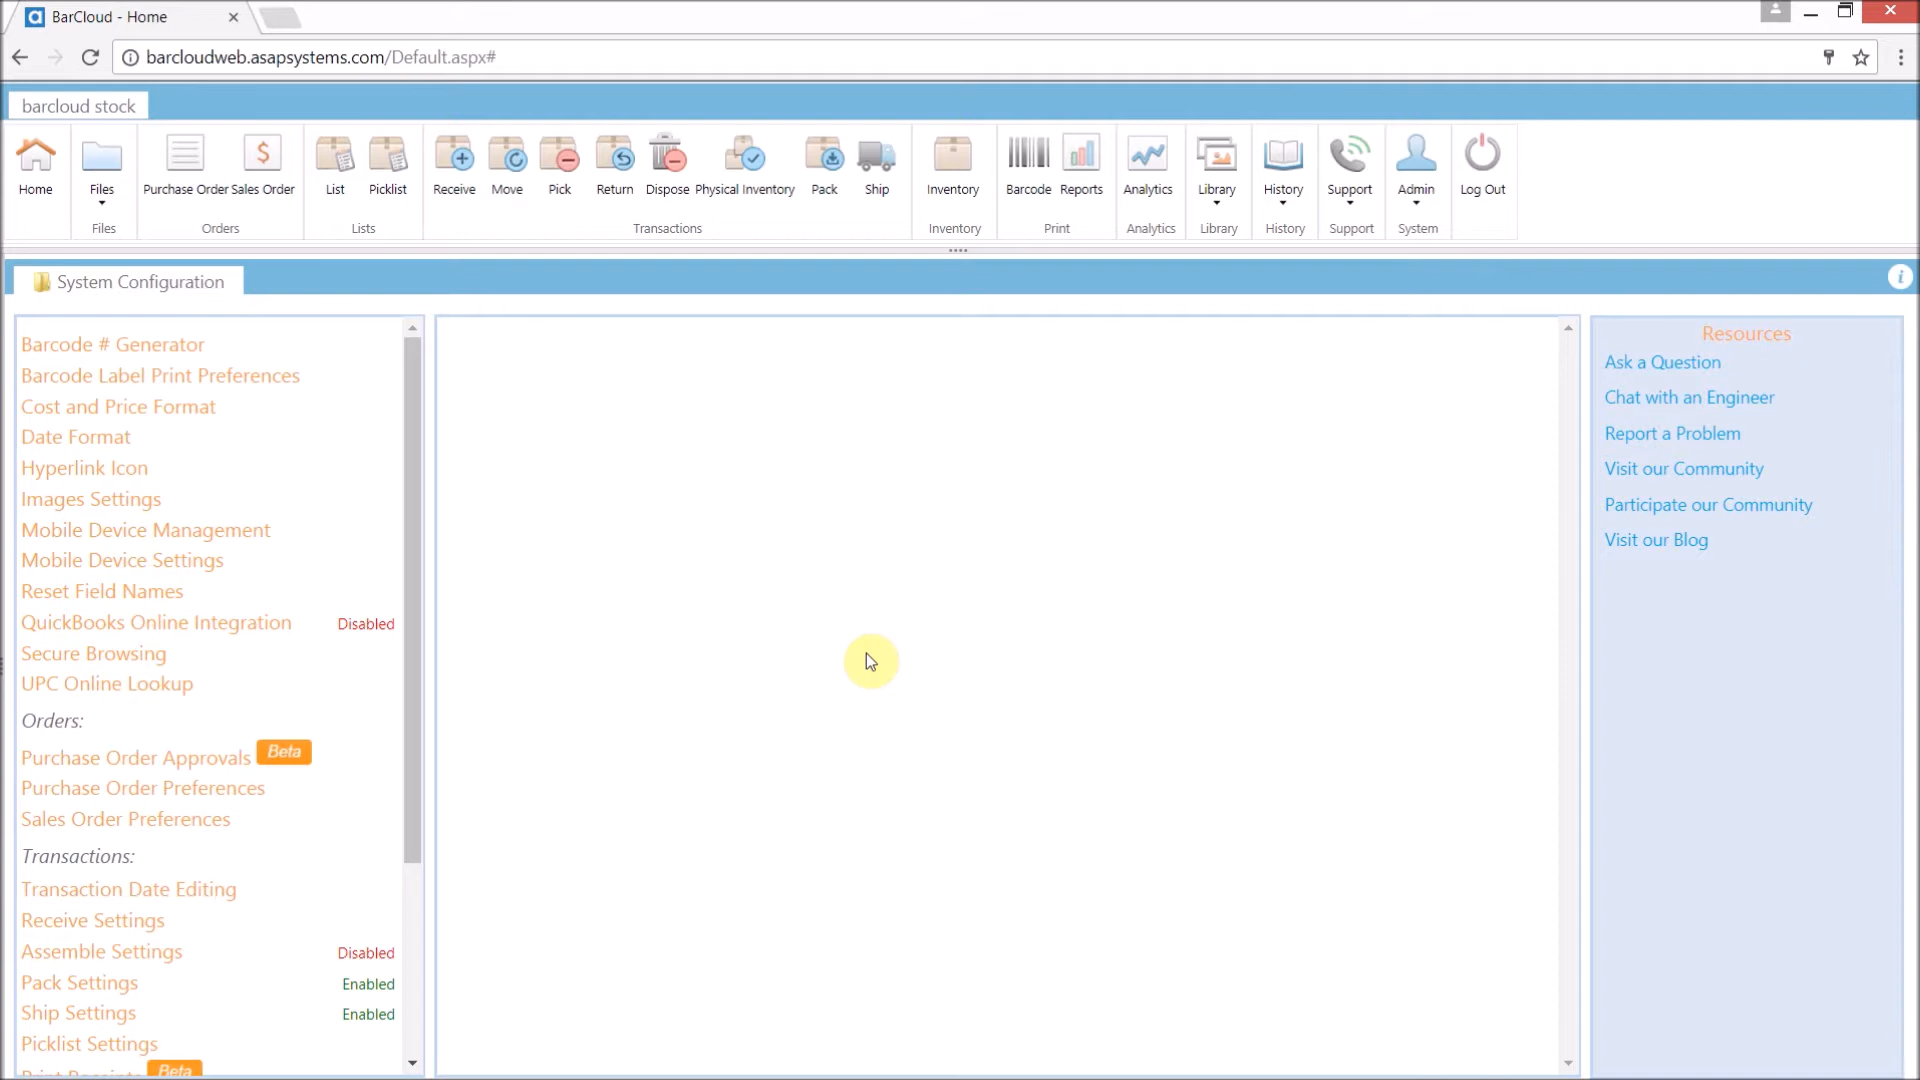 BarCloud - Home
barcloudweb.asapsystems.com/Default.aspx#
barcloud stock
Home
Files
Purchase Order
Sales Order
List
Picklist
Receive
Move
Pick
Return
Dispose
Physical Inventory
Pack
Ship
Inventory
Barcode
Reports
Analytics
Library
History
Support
Admin
Log Out
Files
Orders
Lists
Transactions
Inventory
Print
Analytics
Library
History
Support
System
System Configuration
Barcode # Generator
Barcode Label Print Preferences
Cost and Price Format
Date Format
Hyperlink Icon
Images Settings
Mobile Device Management
Mobile Device Settings
Reset Field Names
QuickBooks Online Integration Disabled
Secure Browsing
UPC Online Lookup
Orders:
Purchase Order Approvals Beta
Purchase Order Preferences
Sales Order Preferences
Transactions:
Transaction Date Editing
Receive Settings
Assemble Settings Disabled
Pack Settings Enabled
Ship Settings Enabled
Picklist Settings
Print Receipts Beta
Resources
Ask a Question
Chat with an Engineer
Report a Problem
Visit our Community
Participate our Community
Visit our Blog